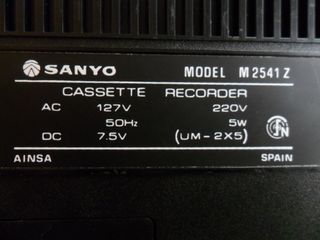 SANYO MODEL M2541Z
CASSETTE RECORDER
AC 127V 220V
50Hz 5W
DC 7.5V (UM-2X5)
AINSA SPAIN